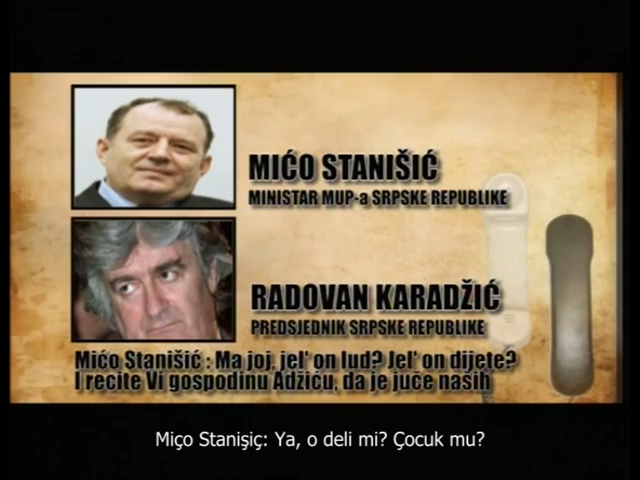 MIĆO STANIŠIĆ
MINISTAR MUP-a SRPSKE REPUBLIKE
RADOVAN KARADŽIĆ
PREDSJEDNIK SRPSKE REPUBLIKE
Mićo Stanišić : Ma joj, jel' on lud? Jel' on dijete?
I recite Vi gospodinu Adžiću, da je juče naših
Miço Stanişiç: Ya, o deli mi? Çocuk mu?